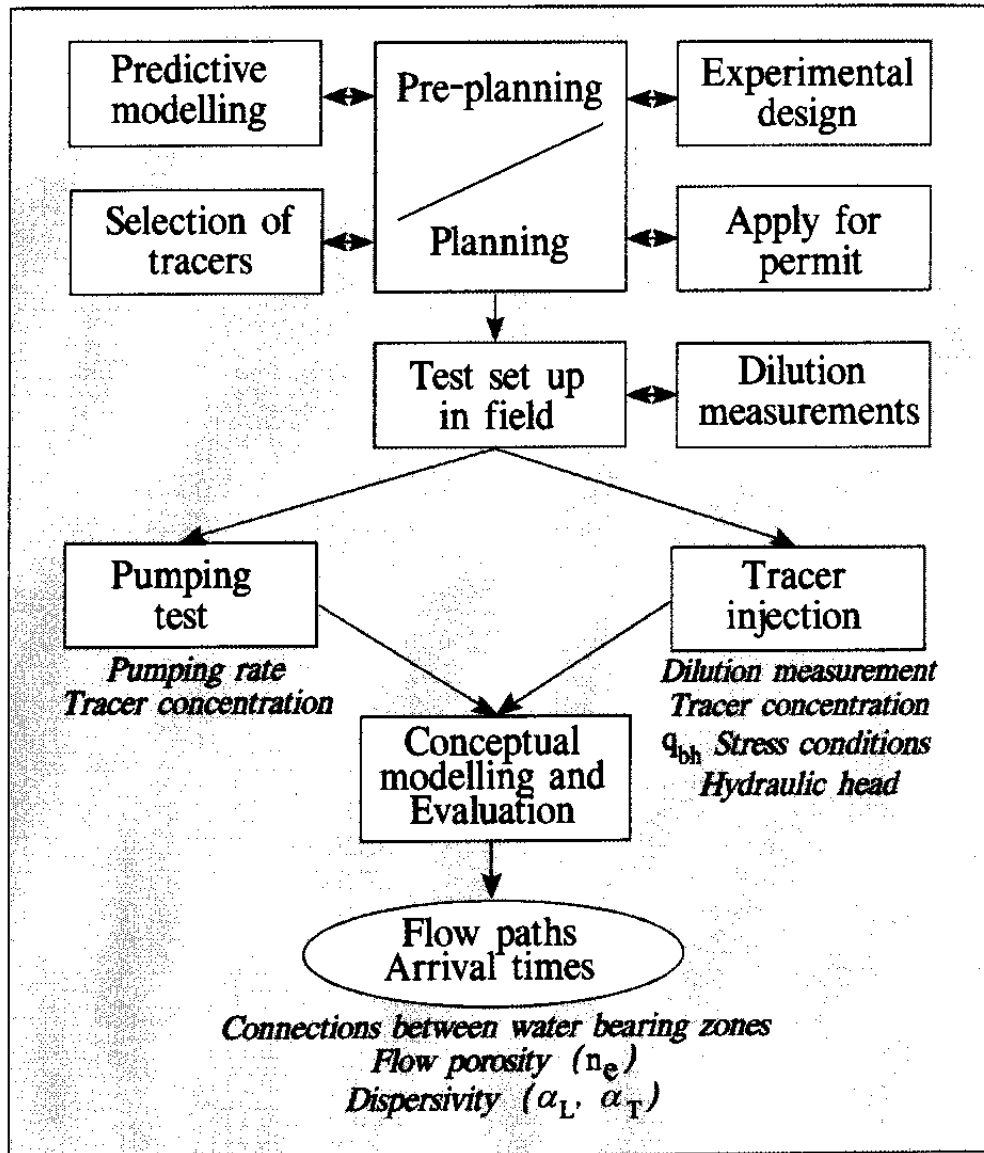 Predictive
modelling
Pre-planning
Planning
Experimental
design
Selection of
tracers
Apply for
permit
Test set up
in field
Dilution
measurements
Pumping
test
Pumping rate
Tracer concentration
Tracer
injection
Dilution measurement
Tracer concentration
q_bh Stress conditions
Hydraulic head
Conceptual
modelling and
Evaluation
Flow paths
Arrival times
Connections between water bearing zones
Flow porosity (n_e)
Dispersivity (α_L, α_T)